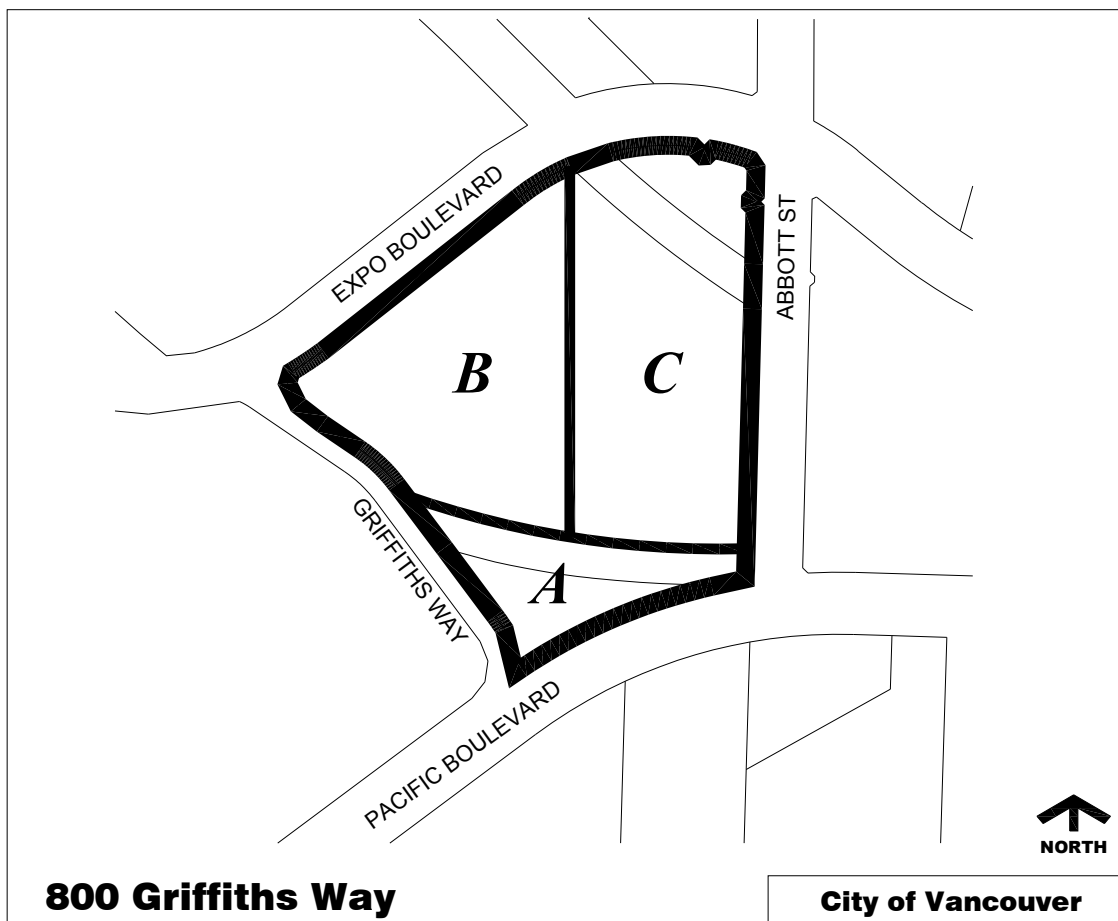 EXPO BOULEVARD
ABBOTT ST
B
C
GRIFFITHS WAY
A
PACIFIC BOULEVARD
NORTH
800 Griffiths Way
City of Vancouver